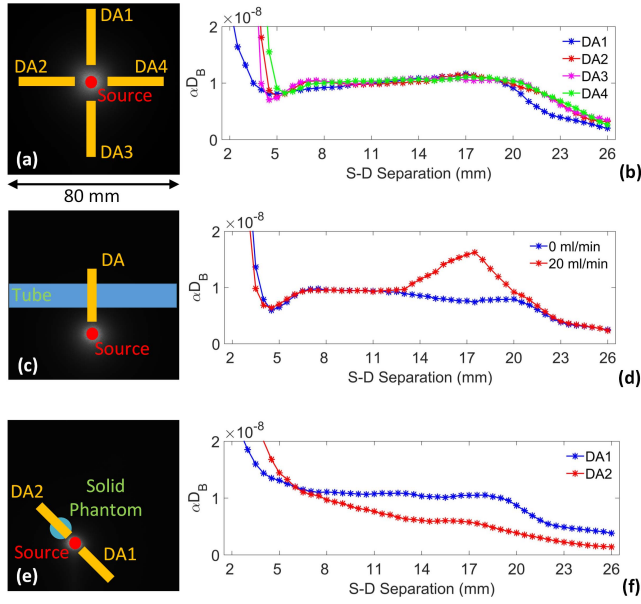 DA1
DA2
DA4
Source
DA3
(a)
80 mm
2 ×10⁻⁸
αD_B
1
0
2 5 8 11 14 17 20 23 26
S-D Separation (mm)
DA1
DA2
DA3
DA4
(b)
DA
Tube
Source
(c)
2 ×10⁻⁸
αD_B
1
0
2 5 8 11 14 17 20 23 26
S-D Separation (mm)
0 ml/min
20 ml/min
(d)
DA2
Solid
Phantom
Source
DA1
(e)
2 ×10⁻⁸
αD_B
1
0
2 5 8 11 14 17 20 23 26
S-D Separation (mm)
DA1
DA2
(f)